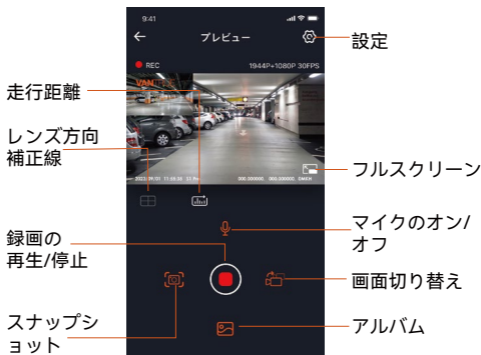 9:41
プレビュー
設定
REC
1944P+1080P 30FPS
VAN
走行距離
レンズ方向
補正線
フルスクリーン
マイクのオン/
オフ
録画の
再生/停止
画面切り替え
スナップシ
ョット
アルバム